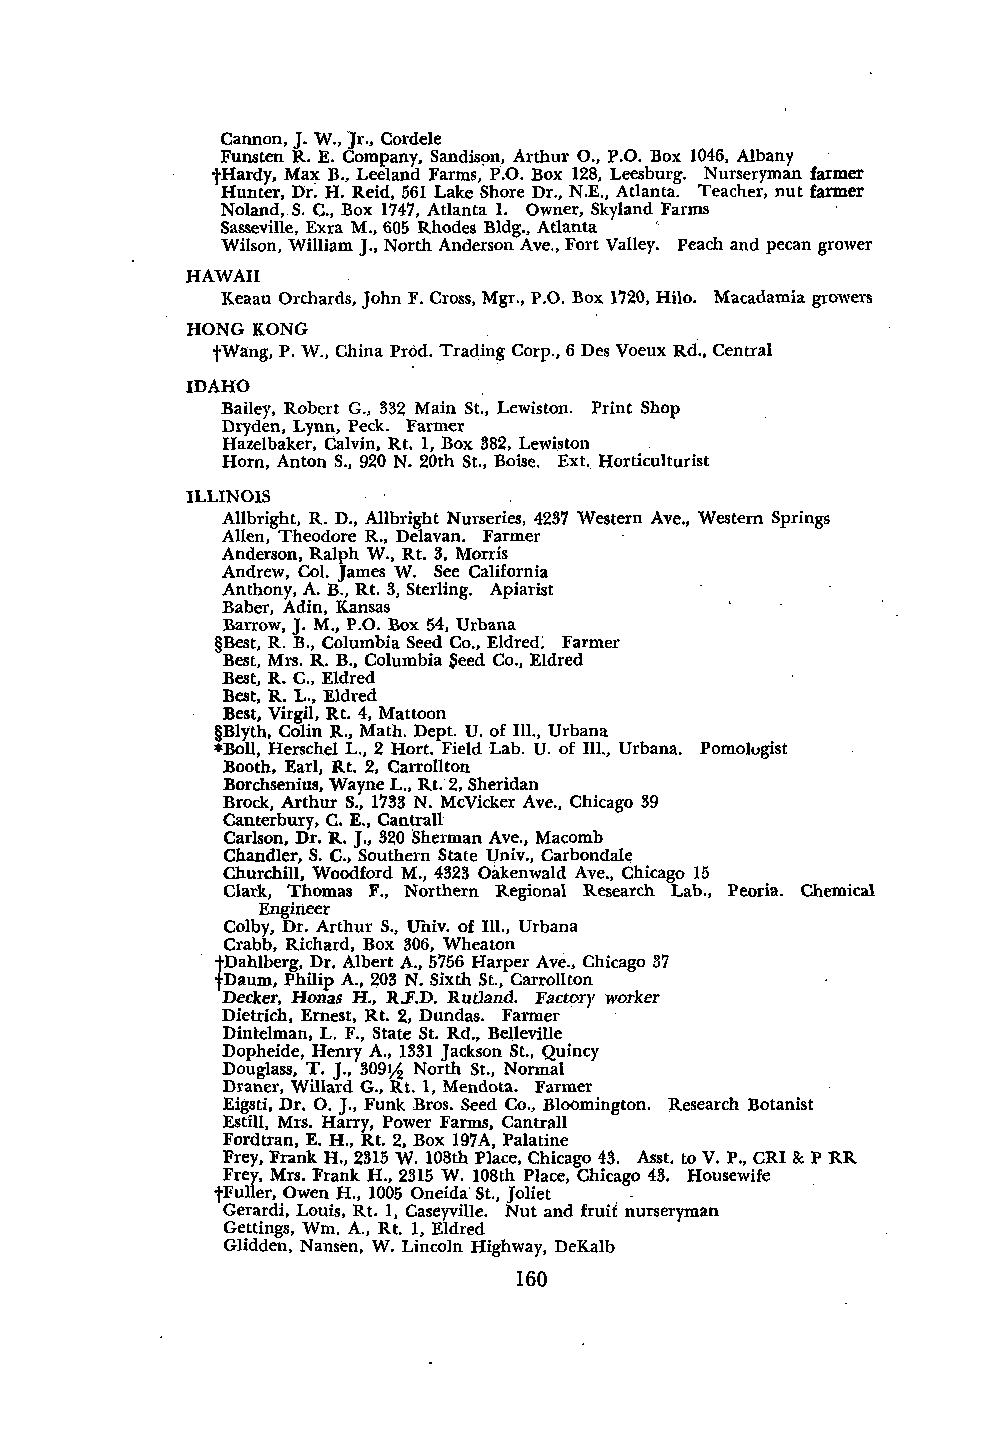 Cannon, J. W., Jr., Cordele
Funsten R. E. Company, Sandison, Arthur O., P.O. Box 1046, Albany
†Hardy, Max B., Leeland Farms, P.O. Box 128, Leesburg. Nurseryman farmer
Hunter, Dr. H. Reid, 561 Lake Shore Dr., N.E., Atlanta. Teacher, nut farmer
Noland, S. C., Box 1747, Atlanta 1. Owner, Skyland Farms
Sasseville, Exra M., 605 Rhodes Bldg., Atlanta
Wilson, William J., North Anderson Ave., Fort Valley. Peach and pecan grower
HAWAII
Keaau Orchards, John F. Cross, Mgr., P.O. Box 1720, Hilo. Macadamia growers
HONG KONG
†Wang, P. W., China Prod. Trading Corp., 6 Des Voeux Rd., Central
IDAHO
Bailey, Robert G., 332 Main St., Lewiston. Print Shop
Dryden, Lynn, Peck. Farmer
Hazelbaker, Calvin, Rt. 1, Box 382, Lewiston
Horn, Anton S., 920 N. 20th St., Boise. Ext. Horticulturist
ILLINOIS
Allbright, R. D., Allbright Nurseries, 4237 Western Ave., Western Springs
Allen, Theodore R., Delavan. Farmer
Anderson, Ralph W., Rt. 3, Morris
Andrew, Col. James W. See California
Anthony, A. B., Rt. 3, Sterling. Apiarist
Baber, Adin, Kansas
Barrow, J. M., P.O. Box 54, Urbana
§Best, R. B., Columbia Seed Co., Eldred. Farmer
Best, Mrs. R. B., Columbia Seed Co., Eldred
Best, R. C., Eldred
Best, R. L., Eldred
Best, Virgil, Rt. 4, Mattoon
§Blyth, Colin R., Math. Dept. U. of Ill., Urbana
*Boll, Herschel L., 2 Hort. Field Lab. U. of Ill., Urbana. Pomologist
Booth, Earl, Rt. 2, Carrollton
Borchsenius, Wayne L., Rt. 2, Sheridan
Brock, Arthur S., 1733 N. McVicker Ave., Chicago 39
Canterbury, C. E., Cantrall
Carlson, Dr. R. J., 320 Sherman Ave., Macomb
Chandler, S. C., Southern State Univ., Carbondale
Churchill, Woodford M., 4323 Oakenwald Ave., Chicago 15
Clark, Thomas F., Northern Regional Research Lab., Peoria. Chemical
Engineer
Colby, Dr. Arthur S., Univ. of Ill., Urbana
Crabb, Richard, Box 306, Wheaton
†Dahlberg, Dr. Albert A., 5756 Harper Ave., Chicago 37
†Daum, Philip A., 203 N. Sixth St., Carrollton
Decker, Honas H., R.F.D. Rutland. Factory worker
Dietrich, Ernest, Rt. 2, Dundas. Farmer
Dintelman, L. F., State St. Rd., Belleville
Dopheide, Henry A., 1331 Jackson St., Quincy
Douglass, T. J., 309½ North St., Normal
Draner, Willard G., Rt. 1, Mendota. Farmer
Eigsti, Dr. O. J., Funk Bros. Seed Co., Bloomington. Research Botanist
Estill, Mrs. Harry, Power Farms, Cantrall
Fordtran, E. H., Rt. 2, Box 197A, Palatine
Frey, Frank H., 2315 W. 108th Place, Chicago 43. Asst. to V. P., CRI & P RR
Frey, Mrs. Frank H., 2315 W. 108th Place, Chicago 43. Housewife
†Fuller, Owen H., 1005 Oneida St., Joliet
Gerardi, Louis, Rt. 1, Caseyville. Nut and fruit nurseryman
Gettings, Wm. A., Rt. 1, Eldred
Glidden, Nansen, W. Lincoln Highway, DeKalb
160